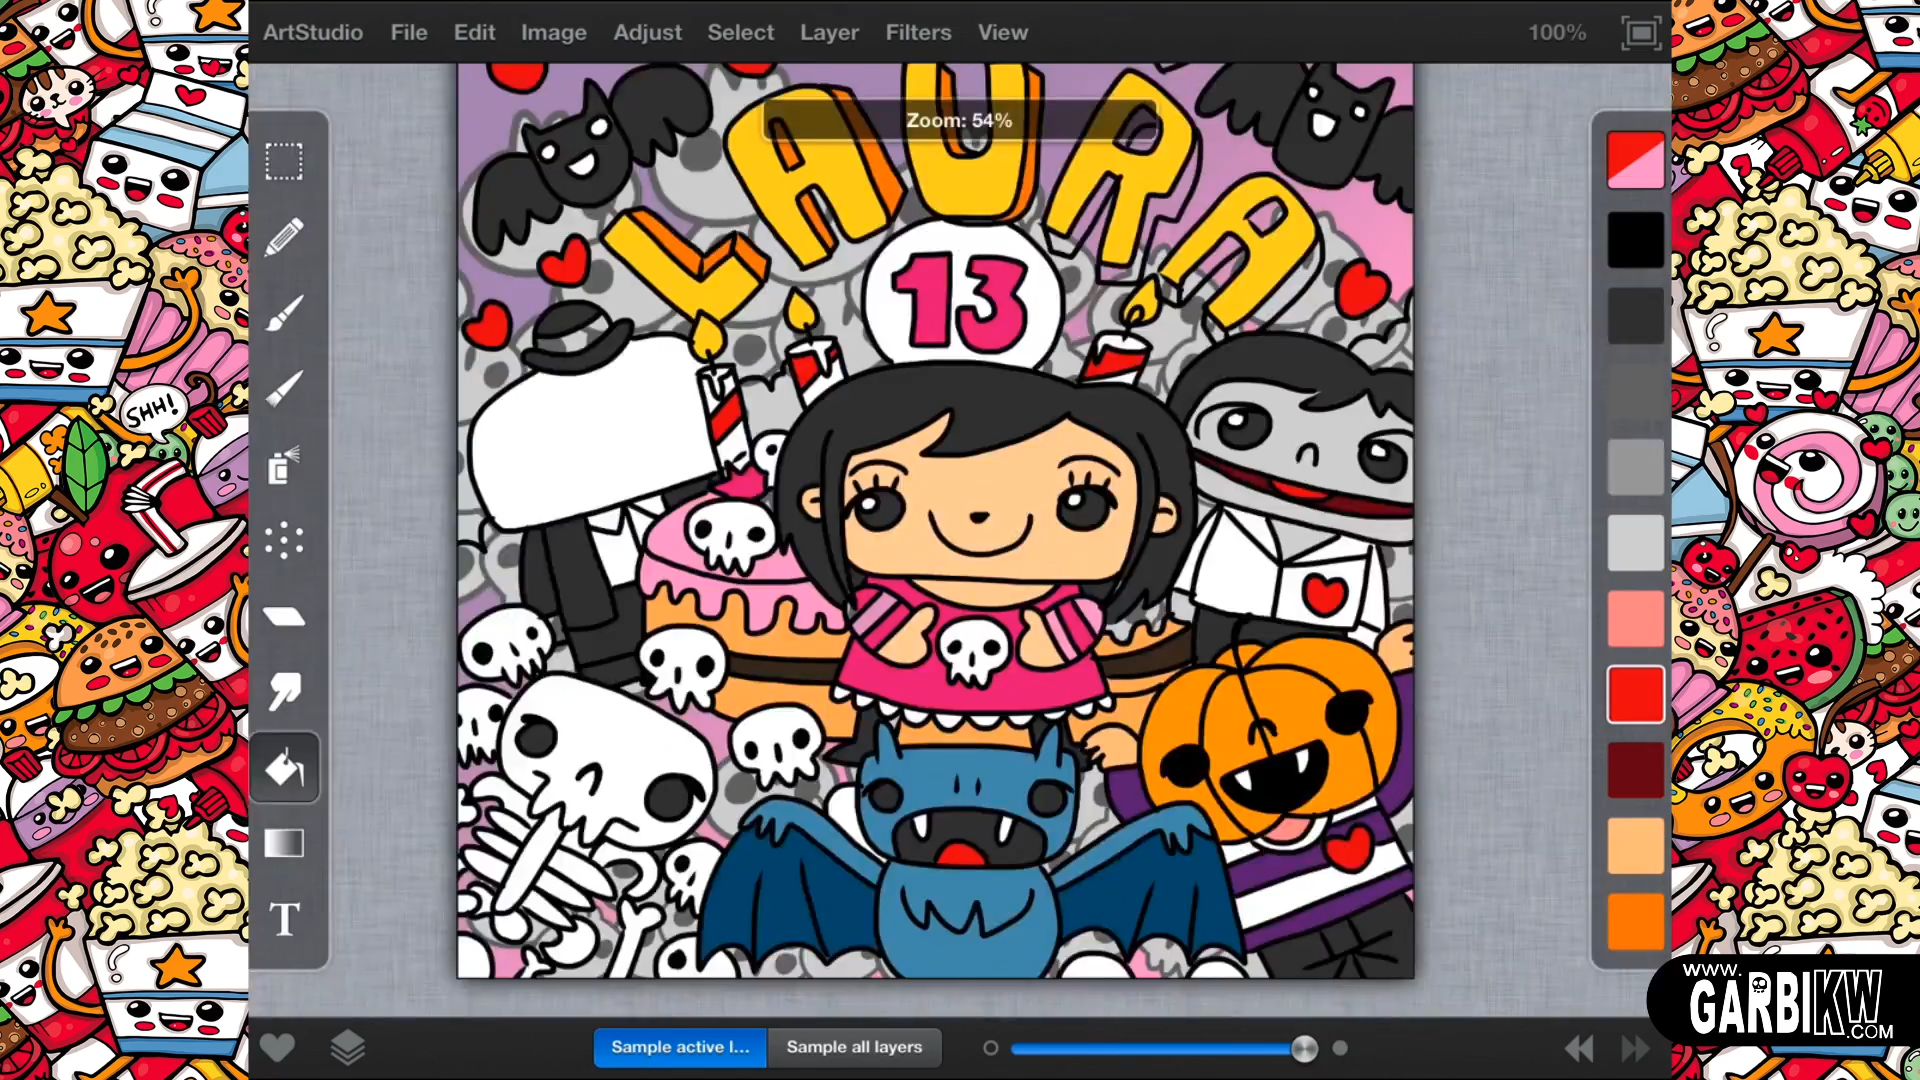 ArtStudio File Edit Image Adjust Select Layer Filters View 100%
Zoom: 54%
LAURA
13
SHH!
T
Sample active l... Sample all layers
www.
GARBIKW
.COM